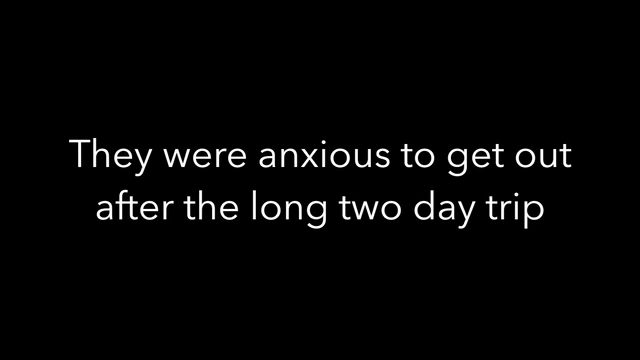 They were anxious to get out
after the long two day trip